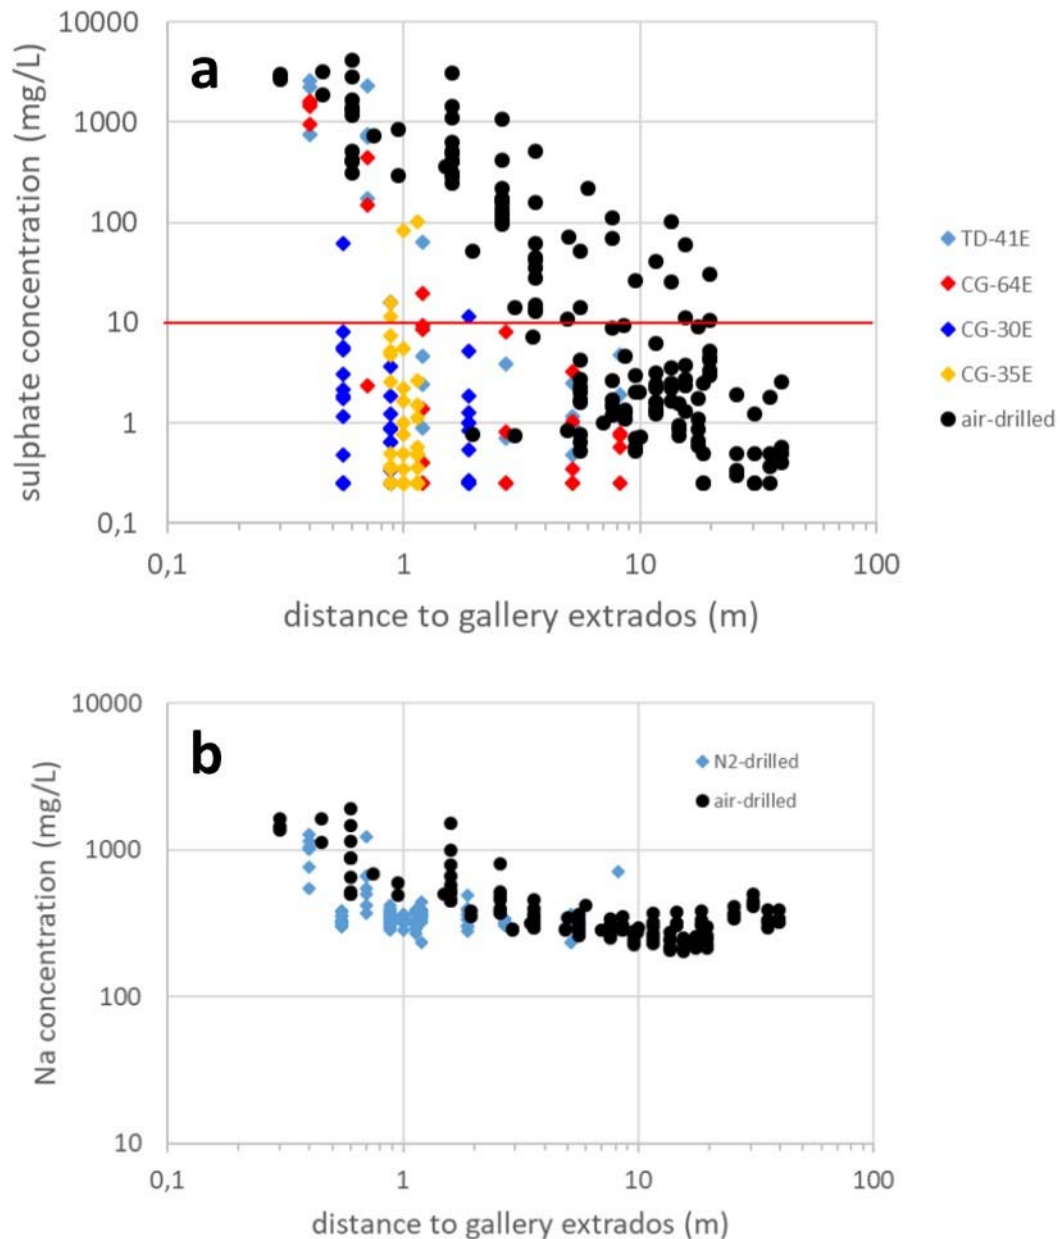 a
sulphate concentration (mg/L)
10000
1000
100
10
1
0,1
0,1 1 10 100
distance to gallery extrados (m)
TD-41E
CG-64E
CG-30E
CG-35E
air-drilled
b
Na concentration (mg/L)
10000
1000
100
10
N2-drilled
air-drilled
0,1 1 10 100
distance to gallery extrados (m)